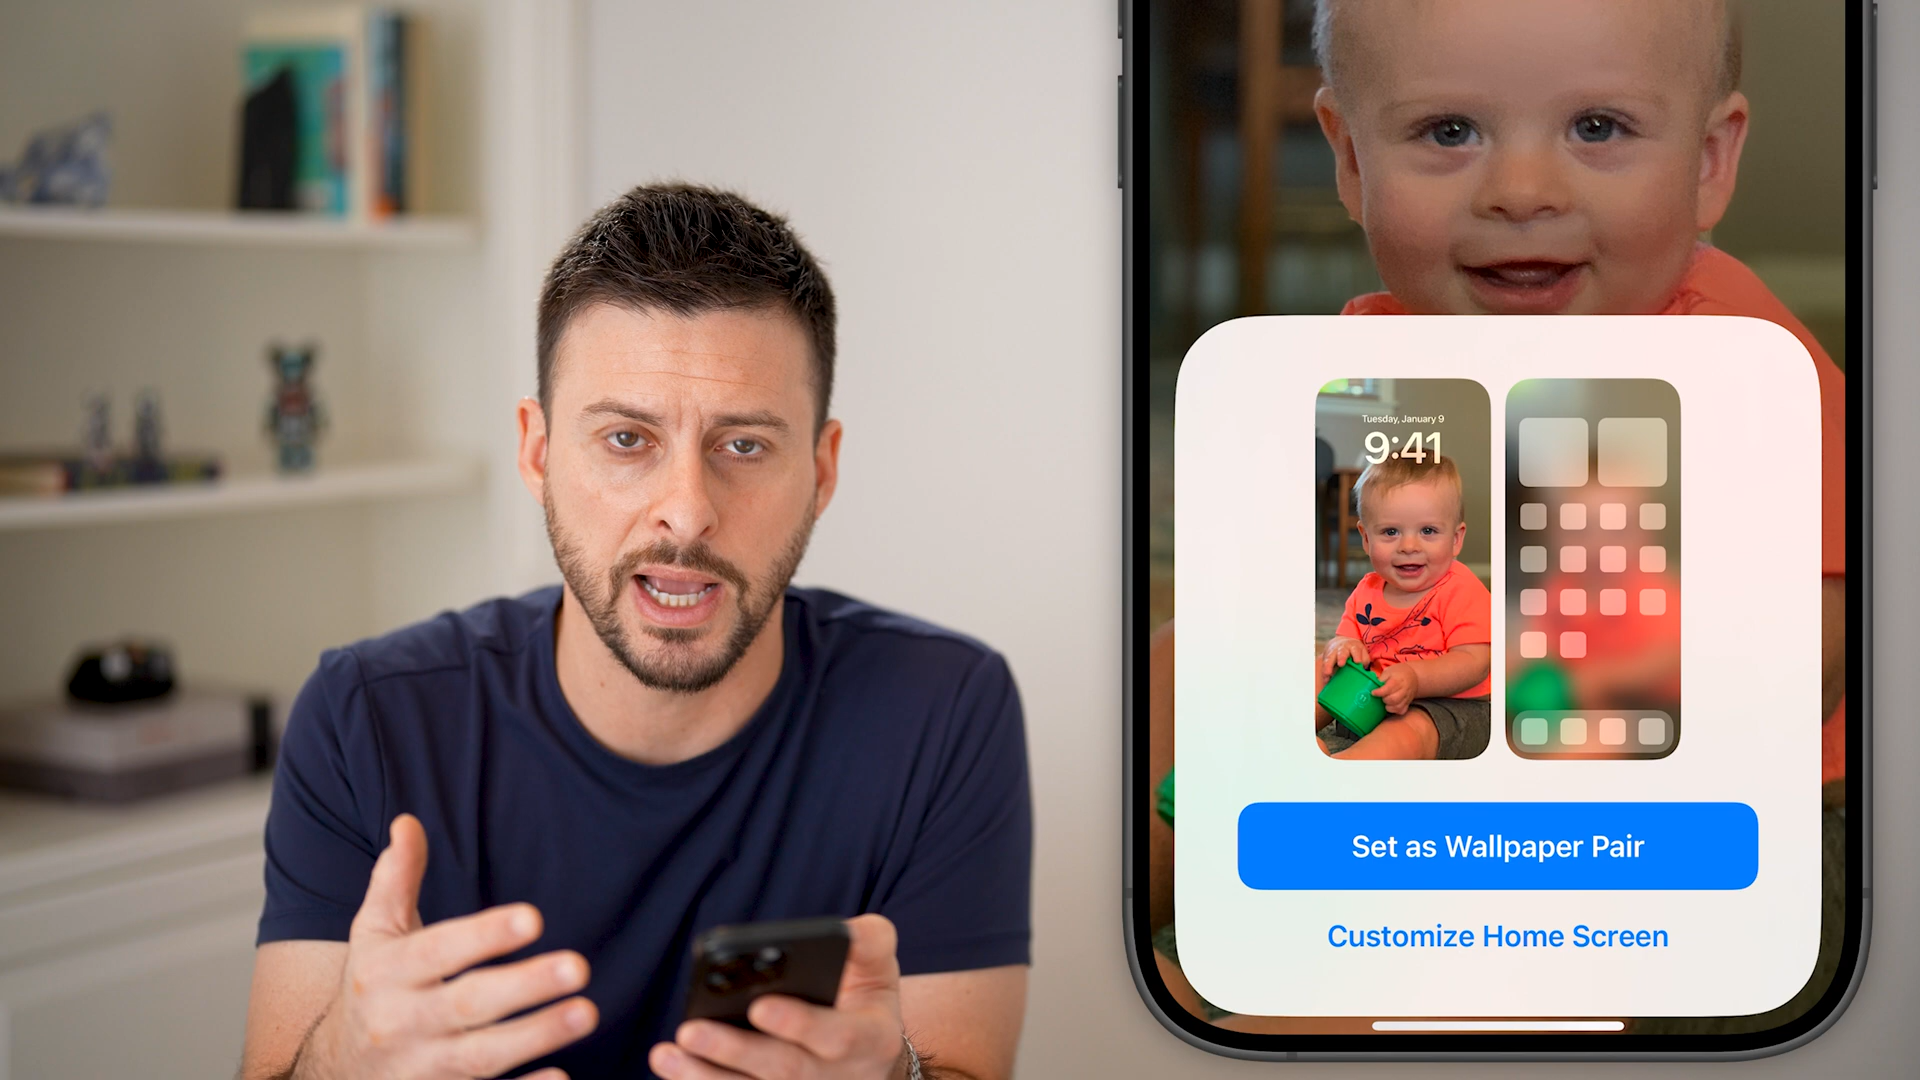 Tuesday, January 9
9:41
Set as Wallpaper Pair
Customize Home Screen